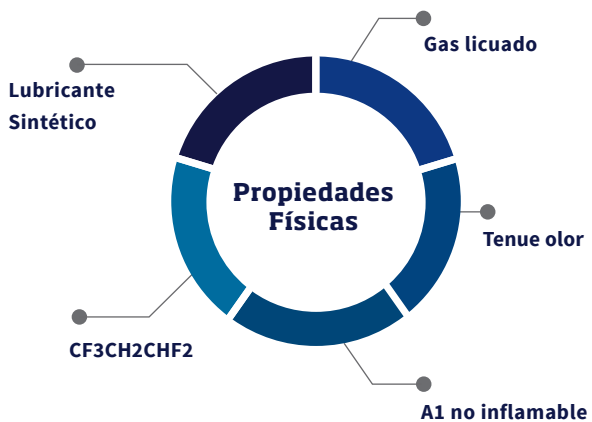 Gas licuado
Lubricante
Sintético
Propiedades
Físicas
Tenue olor
CF3CH2CHF2
A1 no inflamable